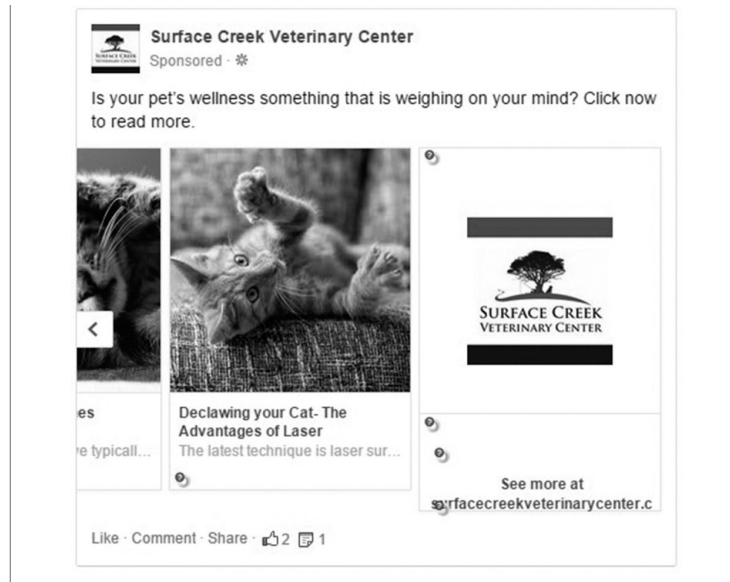 Surface Creek Veterinary Center
Sponsored ·
Is your pet's wellness something that is weighing on your mind? Click now
to read more.
SURFACE CREEK
VETERINARY CENTER
es
Declawing your Cat- The
Advantages of Laser
e typicall...
The latest technique is laser sur...
See more at
surfacecreekveterinarycenter.c
Like · Comment · Share · 2 1